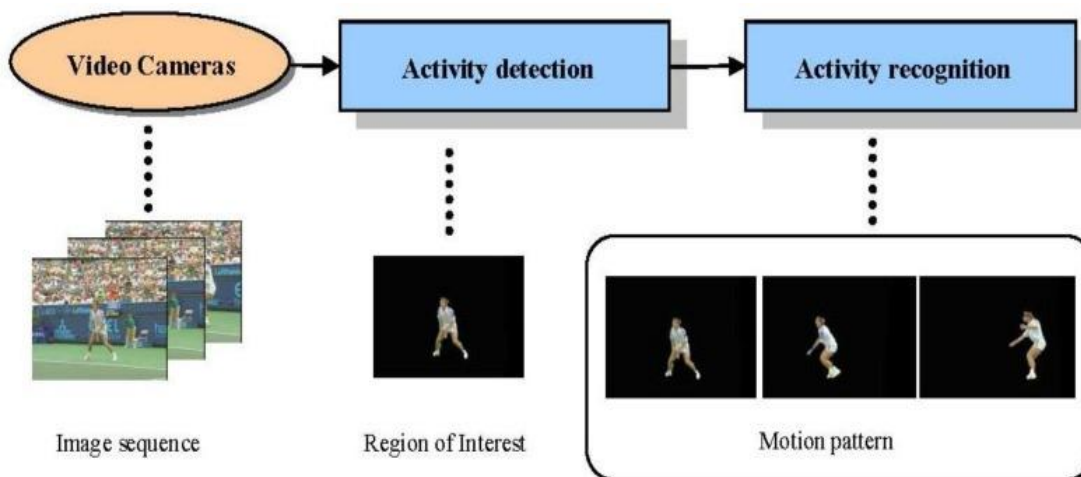 Video Cameras
Activity detection
Activity recognition
Image sequence
Region of Interest
Motion pattern